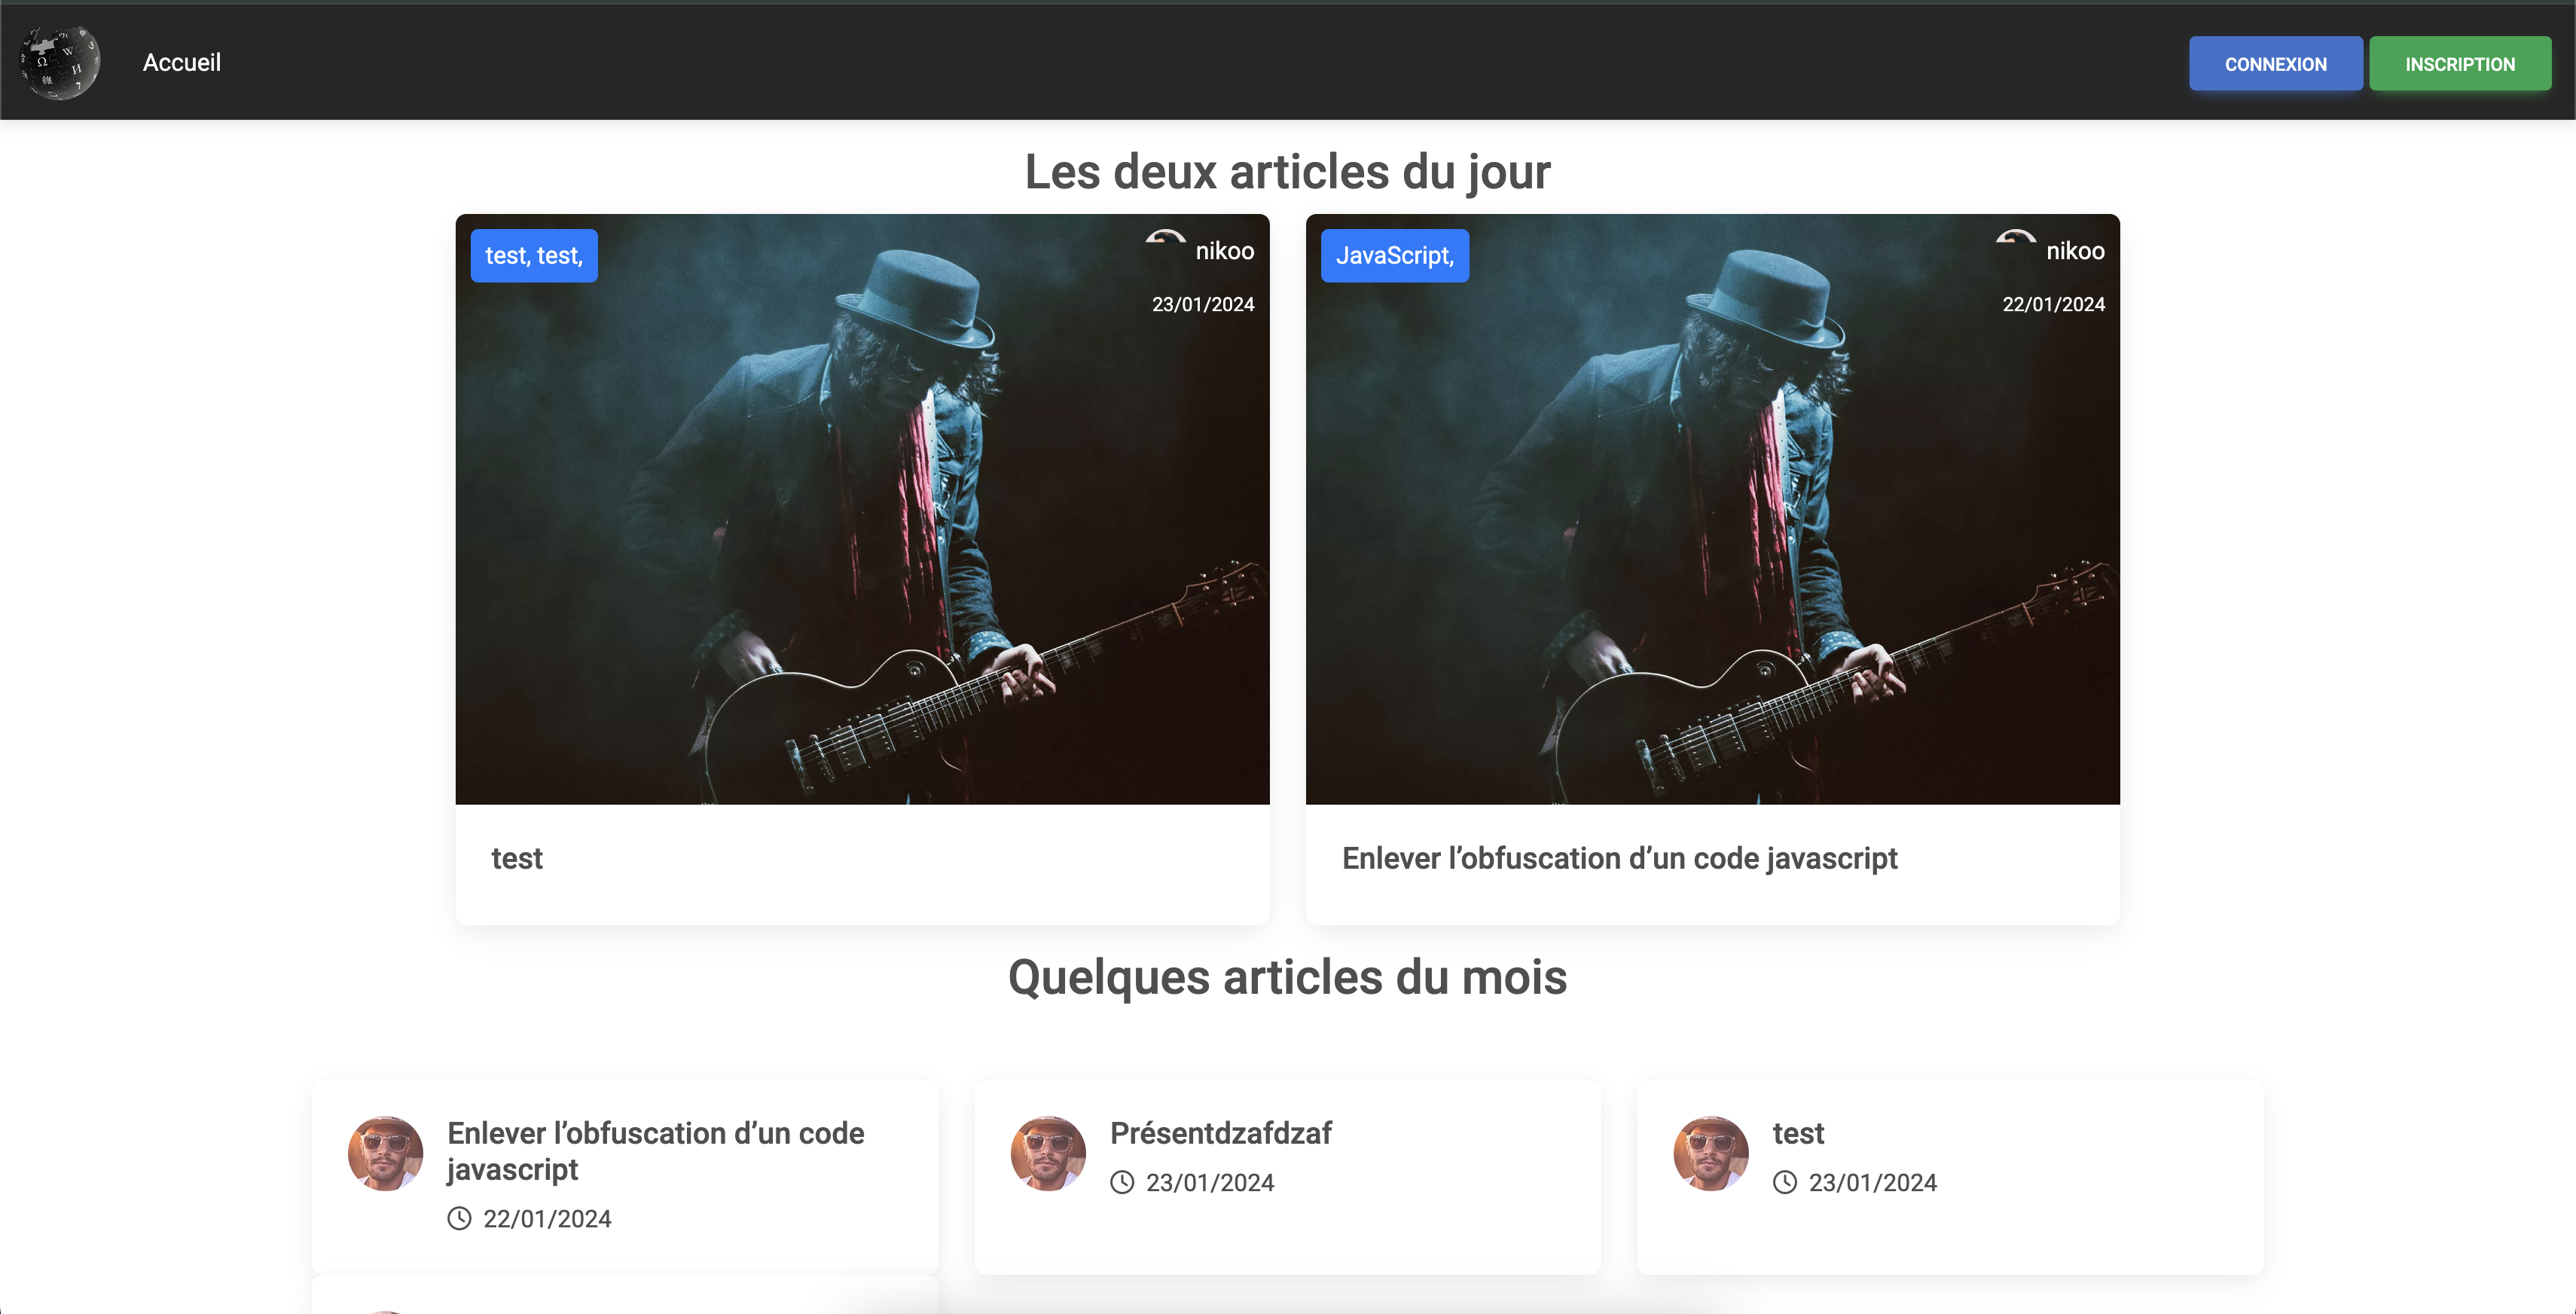 Accueil
CONNEXION
INSCRIPTION
Les deux articles du jour
test, test,
nikoo
23/01/2024
JavaScript,
nikoo
22/01/2024
test
Enlever l’obfuscation d’un code javascript
Quelques articles du mois
Enlever l’obfuscation d’un code
javascript
22/01/2024
Présentdzafdzaf
23/01/2024
test
23/01/2024